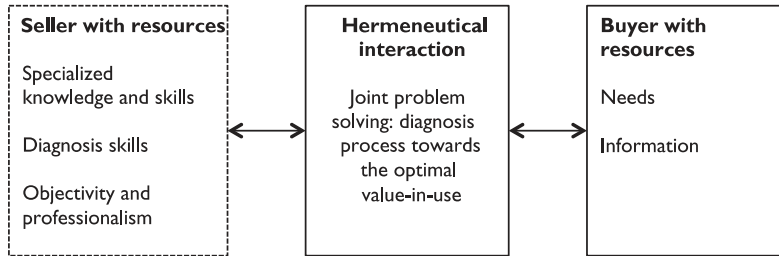 Seller with resources
Specialized
knowledge and skills
Diagnosis skills
Objectivity and
professionalism
Hermeneutical
interaction
Joint problem
solving: diagnosis
process towards
the optimal
value-in-use
Buyer with
resources
Needs
Information